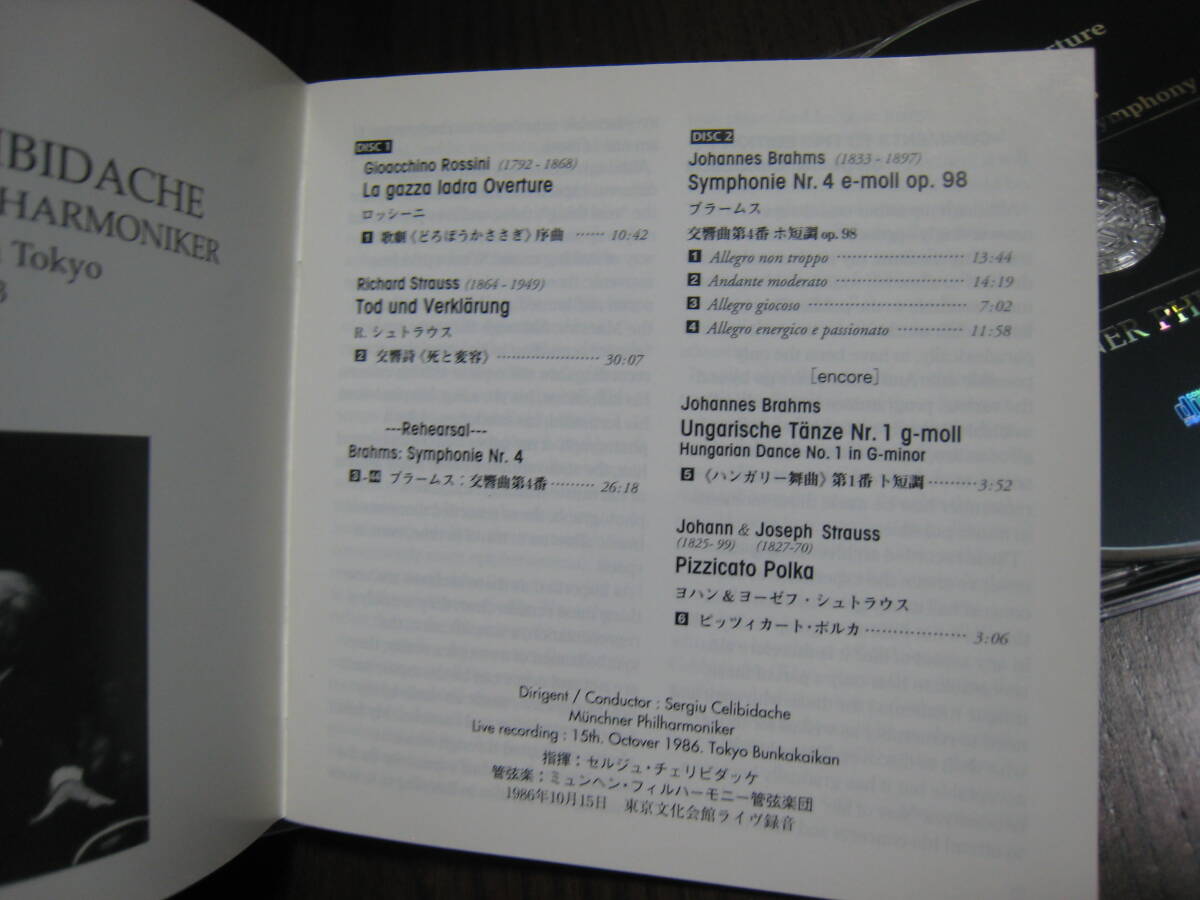 IBIDACHE
HARMONIKER
Tokyo
DISC 1
Gioacchino Rossini (1792 - 1868)
La gazza ladra Overture
ロッシーニ
1 歌劇《どろぼうかささぎ》序曲 …… 10:42
Richard Strauss (1864 - 1949)
Tod und Verklärung
R. シュトラウス
2 交響詩《死と変容》 ………………… 30:07
---Rehearsal---
Brahms: Symphonie Nr. 4
3-44 ブラームス：交響曲第4番 ……… 26:18
DISC 2
Johannes Brahms (1833 - 1897)
Symphonie Nr. 4 e-moll op. 98
ブラームス
交響曲第4番 ホ短調 op. 98
1 Allegro non troppo ……………………… 13:44
2 Andante moderato ……………………… 14:19
3 Allegro giocoso ………………………… 7:02
4 Allegro energico e passionato ………… 11:58
[encore]
Johannes Brahms
Ungarische Tänze Nr. 1 g-moll
Hungarian Dance No. 1 in G-minor
5 《ハンガリー舞曲》第1番 ト短調 ……… 3:52
Johann & Joseph Strauss
(1825- 99) (1827-70)
Pizzicato Polka
ヨハン＆ヨーゼフ・シュトラウス
6 ピッツィカート・ポルカ ………………… 3:06
Dirigent / Conductor : Sergiu Celibidache
Münchner Philharmoniker
Live recording : 15th. Octover 1986. Tokyo Bunkakaikan
指揮：セルジュ・チェリビダッケ
管弦楽：ミュンヘン・フィルハーモニー管弦楽団
1986年10月15日 東京文化会館ライヴ録音
erture
ymphony
NER PH